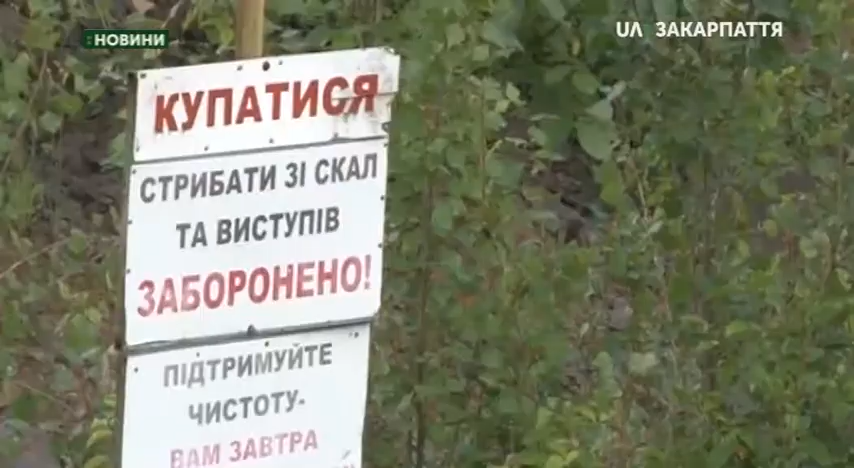 НОВИНИ
UA ЗАКАРПАТТЯ
КУПАТИСЯ
СТРИБАТИ ЗІ СКАЛ
ТА ВИСТУПІВ
ЗАБОРОНЕНО!
ПІДТРИМУЙТЕ
ЧИСТОТУ-
ВАМ ЗАВТРА